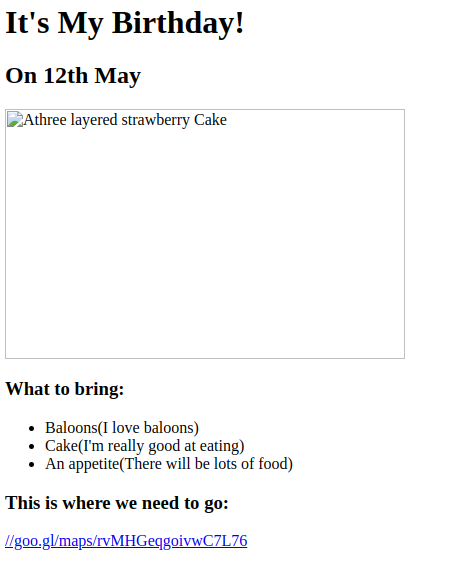 It's My Birthday!
On 12th May
Athree layered strawberry Cake
What to bring:
Baloons(I love baloons)
Cake(I'm really good at eating)
An appetite(There will be lots of food)
This is where we need to go:
//goo.gl/maps/rvMHGeqgoivwC7L76